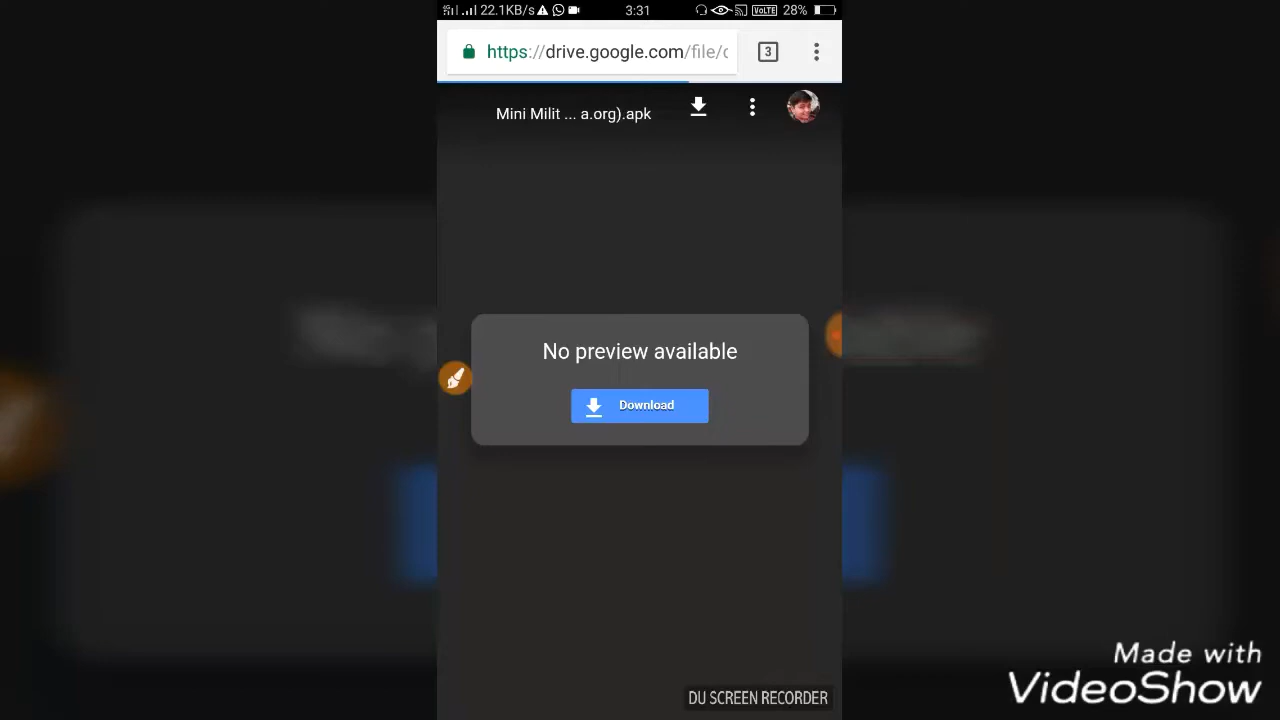 22.1KB/s 3:31 VoLTE 28%
https://drive.google.com/file/c 3
Mini Milit ... a.org).apk
No preview available
Download
Made with
VideoShow
DU SCREEN RECORDER